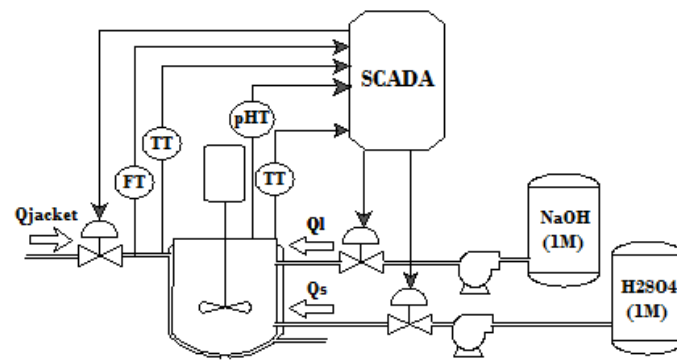 SCADA
pHT
TT
FT
TT
Qjacket
Ql
NaOH
(1M)
Qs
H2SO4
(1M)